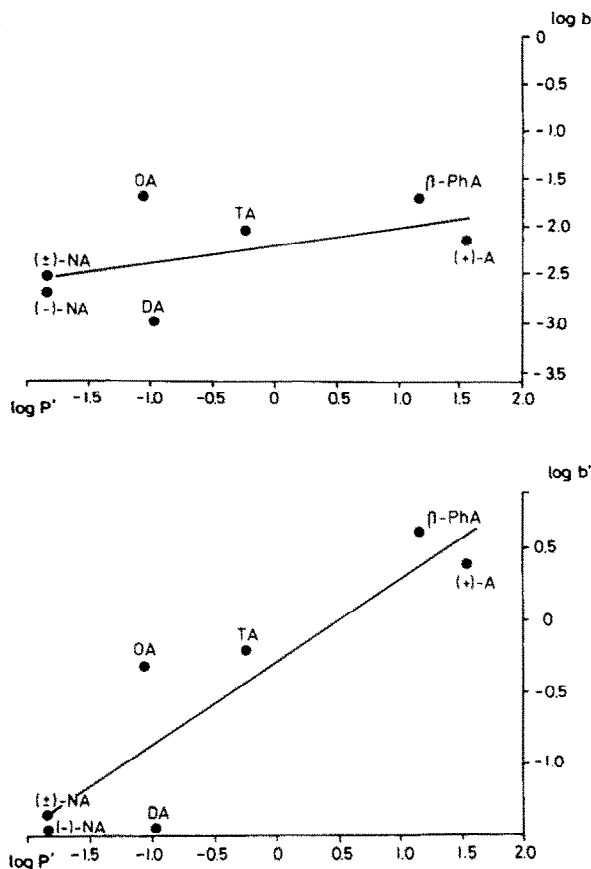 log b
0
-0.5
-1.0
-1.5
-2.0
-2.5
-3.0
-3.5
OA
TA
β-PhA
(+)-A
(±)-NA
(-)-NA
DA
log P' -1.5 -1.0 -0.5 0 0.5 1.0 1.5 2.0
log b'
0.5
0
-0.5
-1.0
β-PhA
(+)-A
OA
TA
(±)-NA
(-)-NA
DA
log P' -1.5 -1.0 -0.5 0 0.5 1.0 1.5 2.0